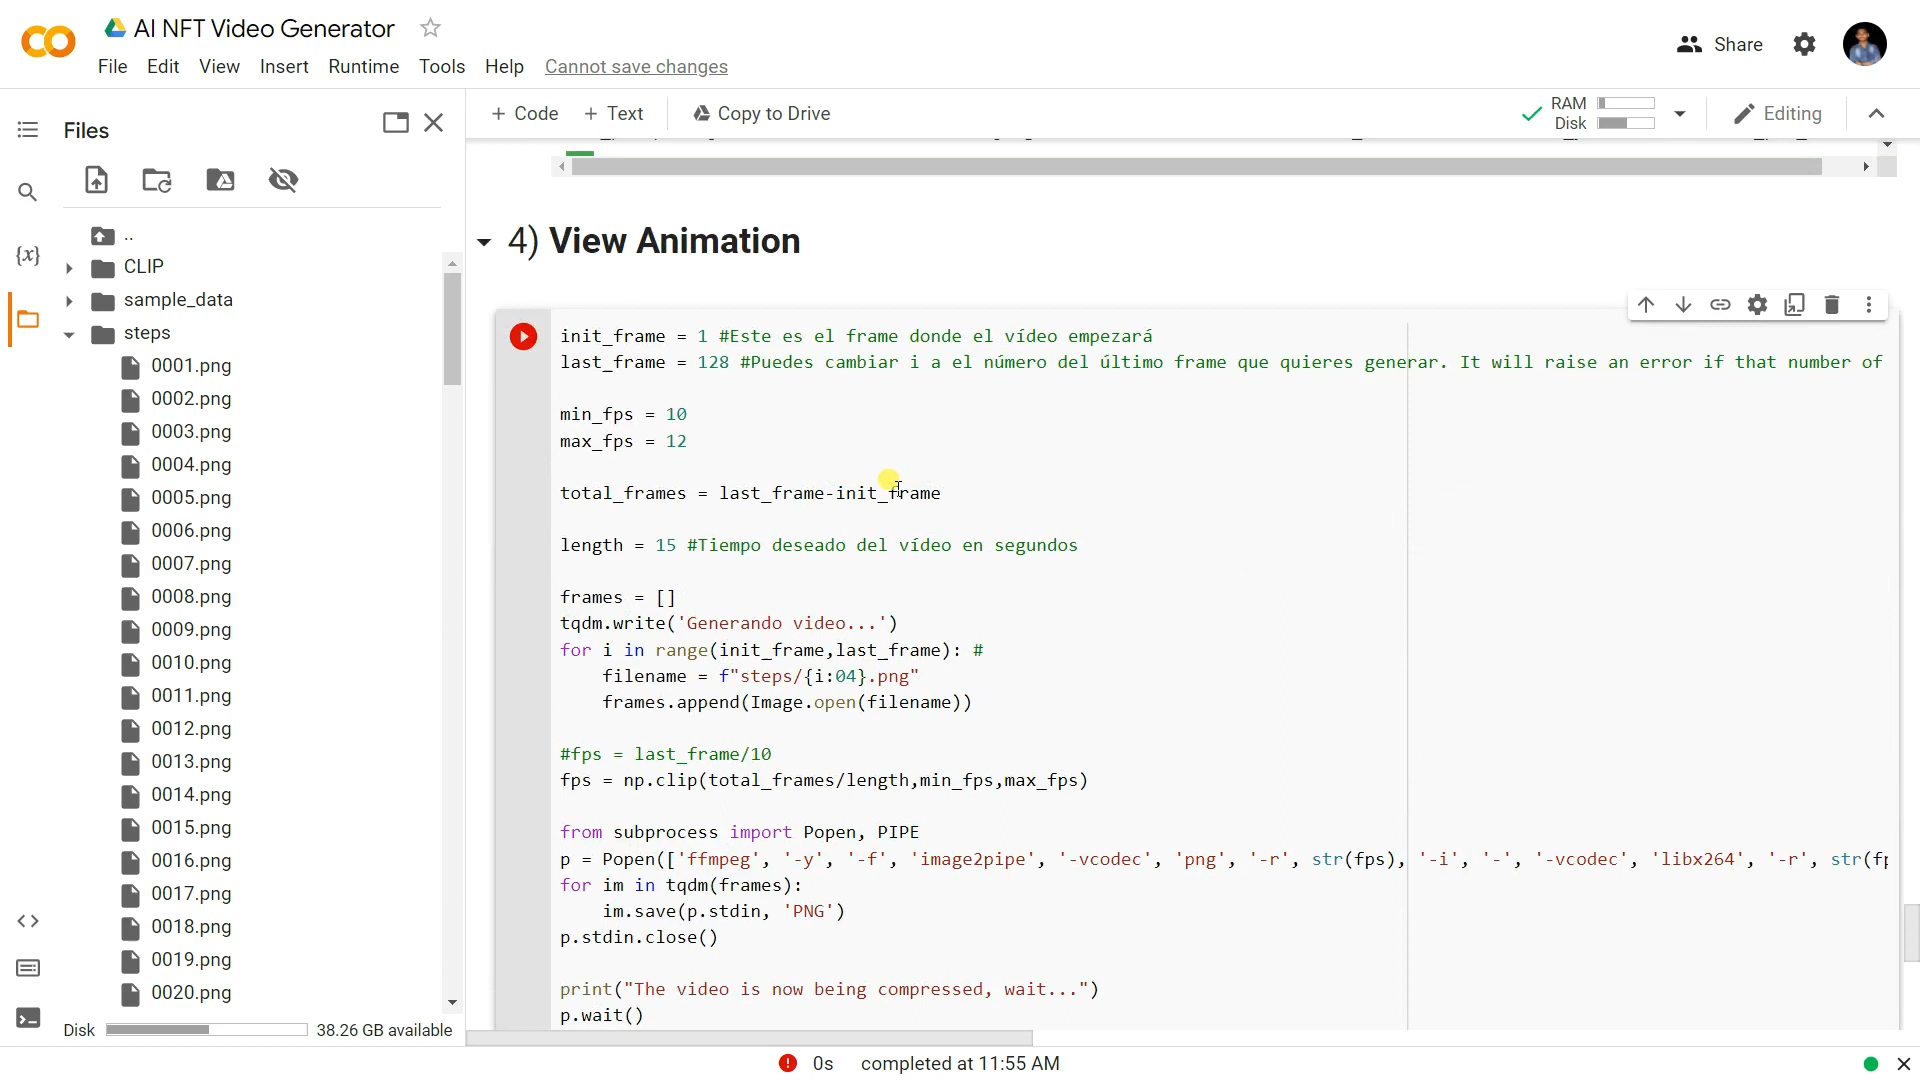 AI NFT Video Generator
File Edit View Insert Runtime Tools Help Cannot save changes
Share
Files
+ Code + Text Copy to Drive
RAM
Disk
Editing
{x}
..
CLIP
sample_data
steps
0001.png
0002.png
0003.png
0004.png
0005.png
0006.png
0007.png
0008.png
0009.png
0010.png
0011.png
0012.png
0013.png
0014.png
0015.png
0016.png
0017.png
0018.png
0019.png
0020.png
Disk 38.26 GB available
4) View Animation
init_frame = 1 #Este es el frame donde el vídeo empezará
last_frame = 128 #Puedes cambiar i a el número del último frame que quieres generar. It will raise an error if that number of
min_fps = 10
max_fps = 12
total_frames = last_frame-init_frame
length = 15 #Tiempo deseado del vídeo en segundos
frames = []
tqdm.write('Generando video...')
for i in range(init_frame,last_frame): #
filename = f"steps/{i:04}.png"
frames.append(Image.open(filename))
#fps = last_frame/10
fps = np.clip(total_frames/length,min_fps,max_fps)
from subprocess import Popen, PIPE
p = Popen(['ffmpeg', '-y', '-f', 'image2pipe', '-vcodec', 'png', '-r', str(fps), '-i', '-', '-vcodec', 'libx264', '-r', str(fp
for im in tqdm(frames):
im.save(p.stdin, 'PNG')
p.stdin.close()
print("The video is now being compressed, wait...")
p.wait()
0s completed at 11:55 AM